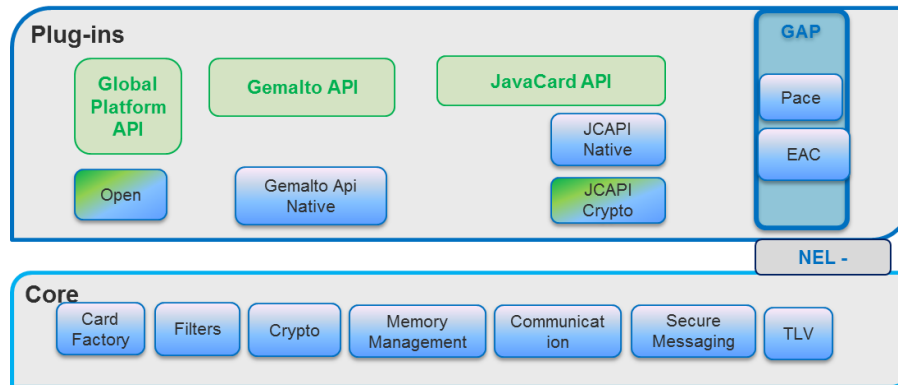 Plug-ins
GAP
Global
Platform
API
Gemalto API
JavaCard API
Pace
JCAPI
Native
EAC
Open
Gemalto Api
Native
JCAPI
Crypto
NEL -
Core
Card
Factory
Filters
Crypto
Memory
Management
Communicat
ion
Secure
Messaging
TLV